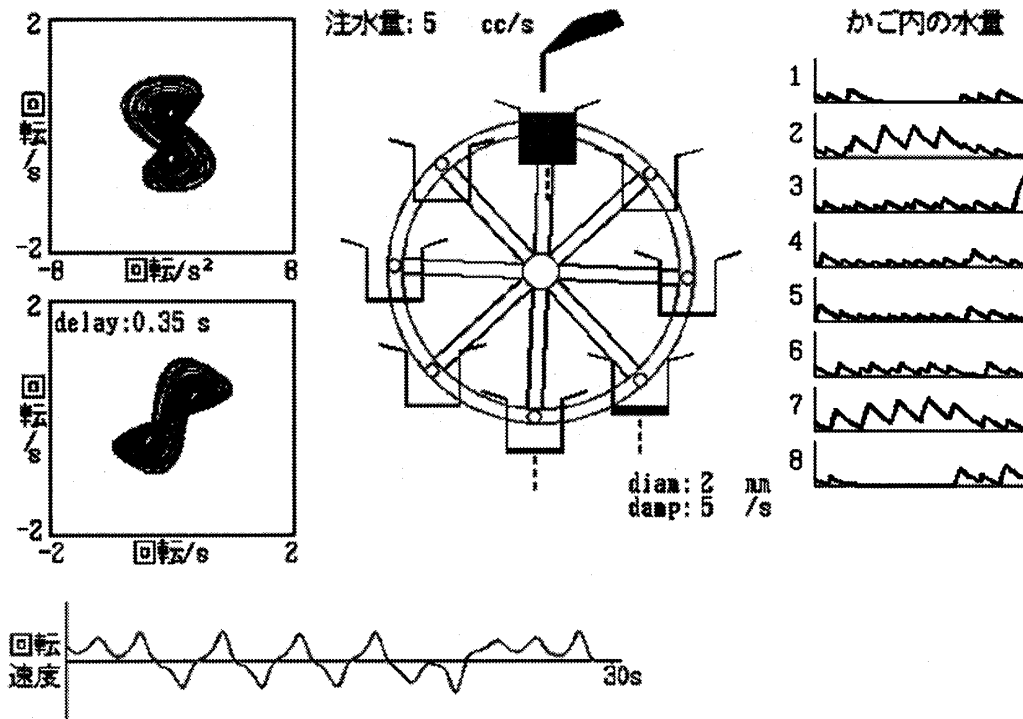 2
回転/s
-2
-8
回転/s²
8
2
delay:0.35 s
回転/s
-2
-2
回転/s
2
注水量: 5 cc/s
diam: 2 mm
damp: 5 /s
かご内の水量
1
2
3
4
5
6
7
8
回転
速度
30s